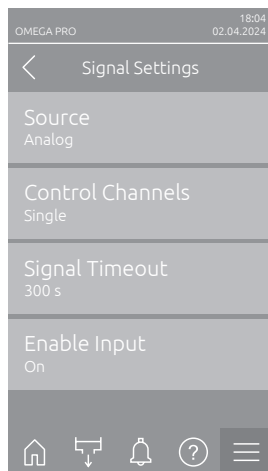 18:04
OMEGA PRO 02.04.2024
Signal Settings
Source
Analog
Control Channels
Single
Signal Timeout
300 s
Enable Input
On
?